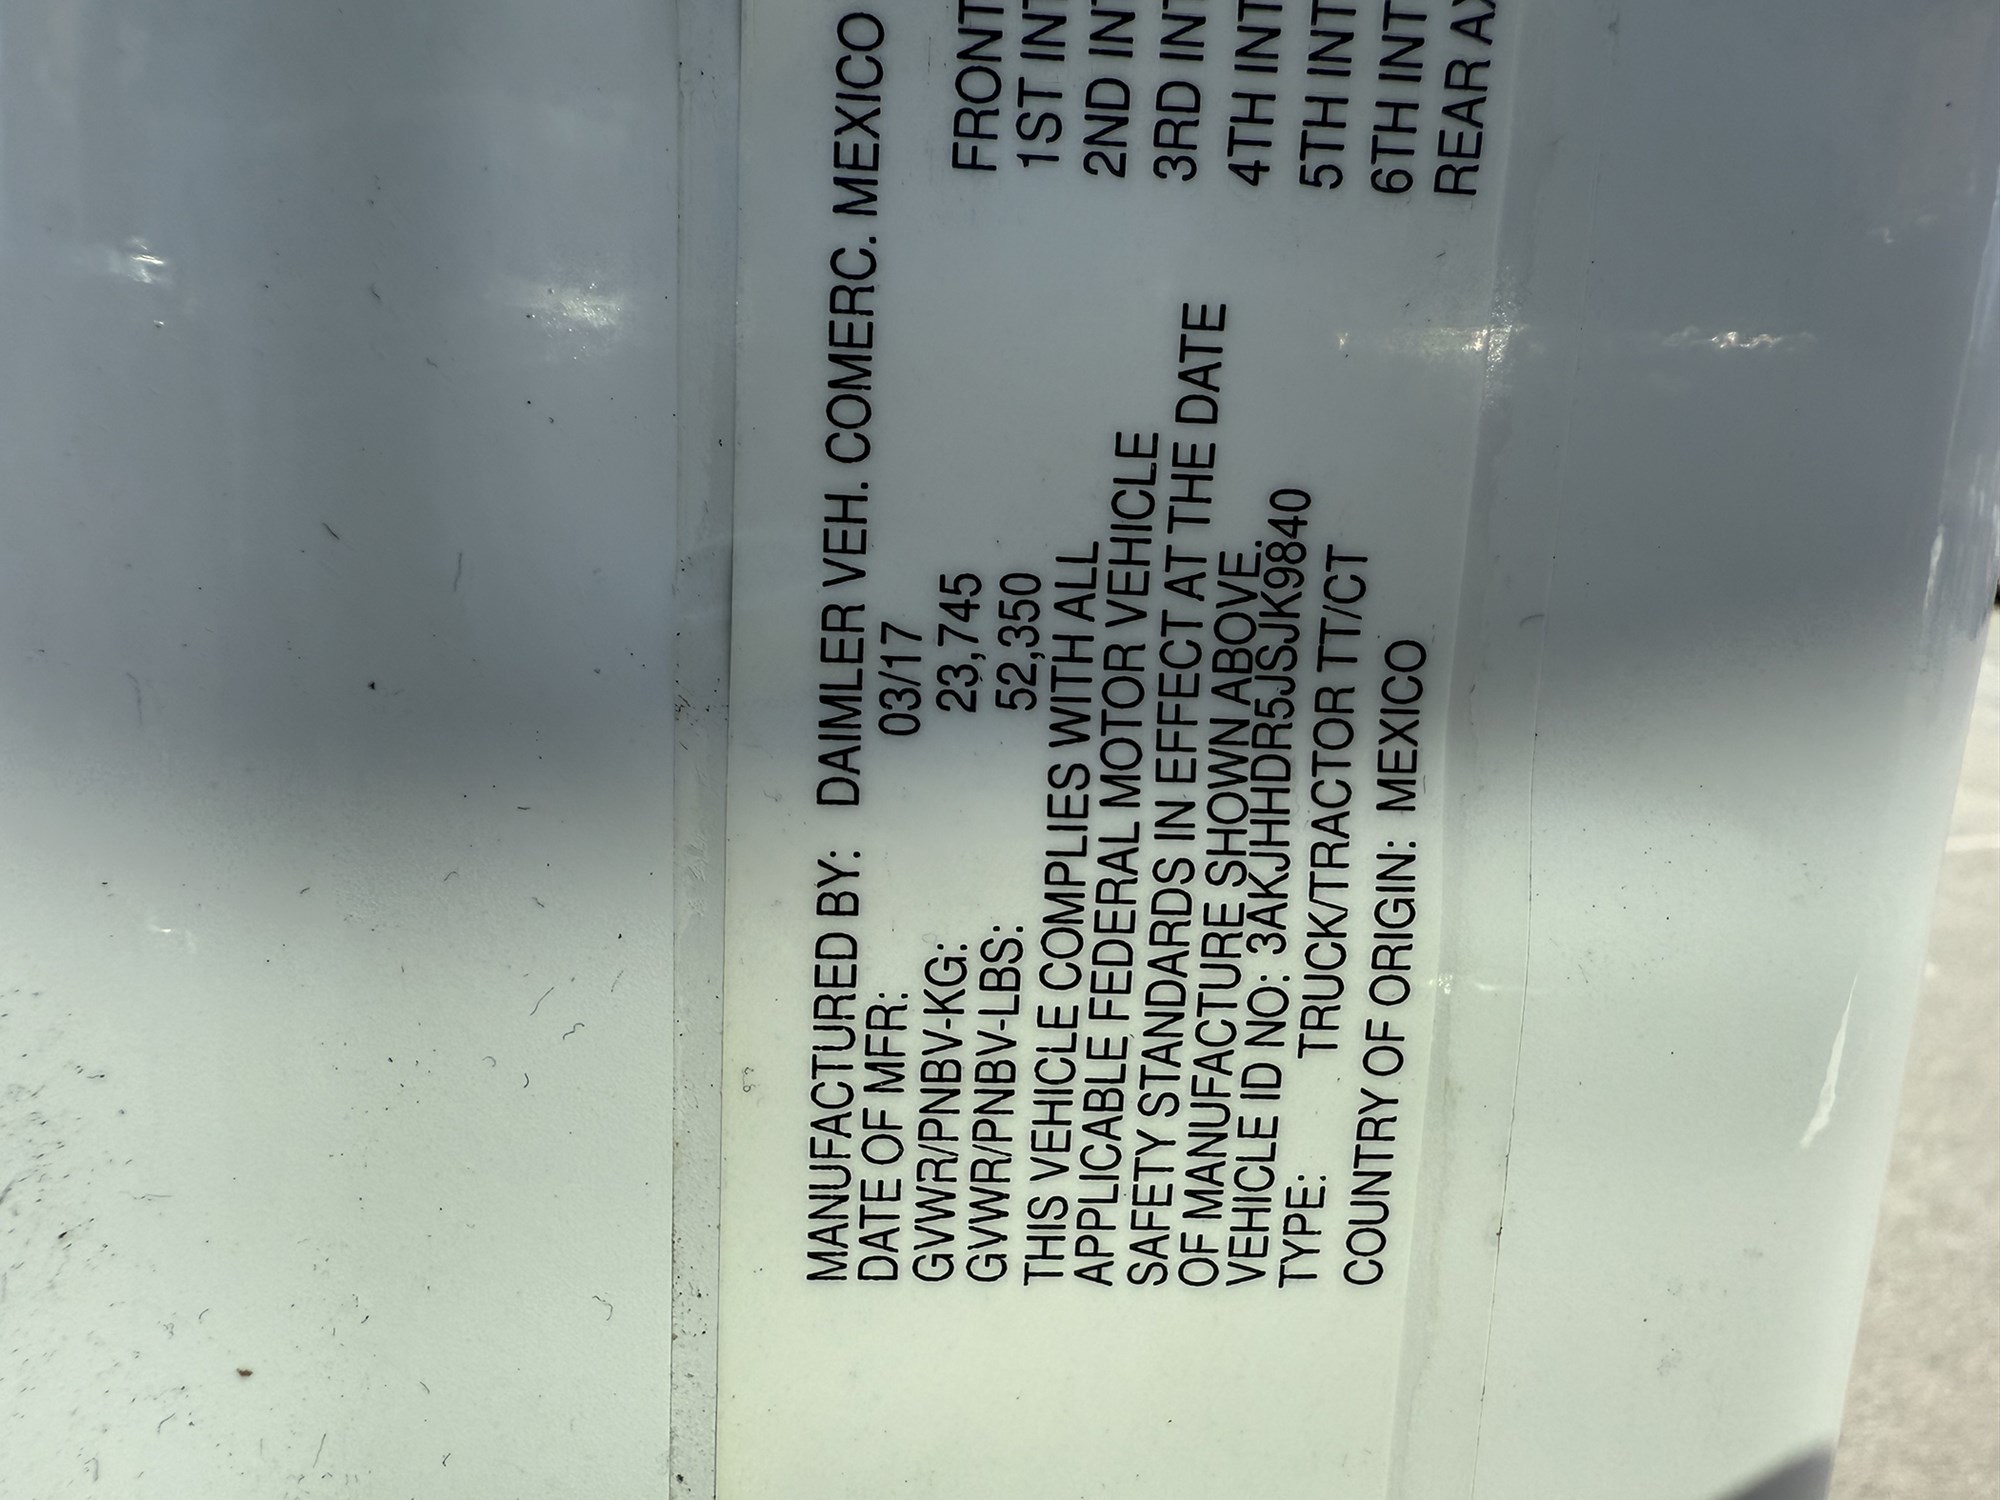 MANUFACTURED BY: DAIMLER VEH. COMERC. MEXICO
DATE OF MFR: 03/17
GVWR/PNBV-KG: 23,745
GVWR/PNBV-LBS: 52,350
THIS VEHICLE COMPLIES WITH ALL
APPLICABLE FEDERAL MOTOR VEHICLE
SAFETY STANDARDS IN EFFECT AT THE DATE
OF MANUFACTURE SHOWN ABOVE.
VEHICLE ID NO: 3AKJHHDR5JSJK9840
TYPE: TRUCK/TRACTOR TT/CT
COUNTRY OF ORIGIN: MEXICO
FRONT
1ST INT
2ND INT
3RD INT
4TH INT
5TH INT
6TH INT
REAR AX